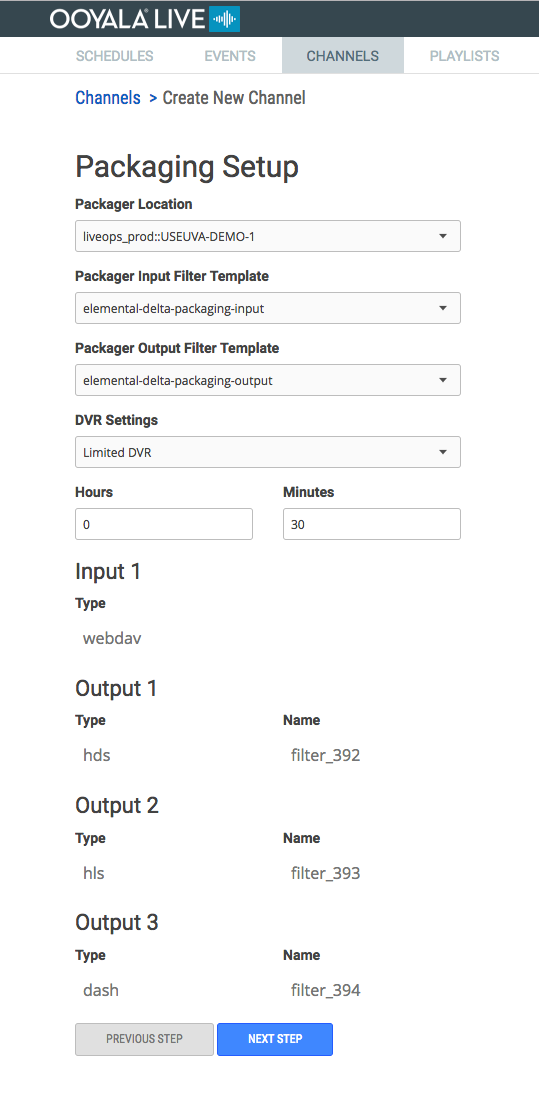 OOYALA® LIVE
SCHEDULES EVENTS CHANNELS PLAYLISTS
Channels > Create New Channel
Packaging Setup
Packager Location
liveops_prod::USEUVA-DEMO-1
Packager Input Filter Template
elemental-delta-packaging-input
Packager Output Filter Template
elemental-delta-packaging-output
DVR Settings
Limited DVR
Hours Minutes
0 30
Input 1
Type
webdav
Output 1
Type Name
hds filter_392
Output 2
Type Name
hls filter_393
Output 3
Type Name
dash filter_394
PREVIOUS STEP NEXT STEP